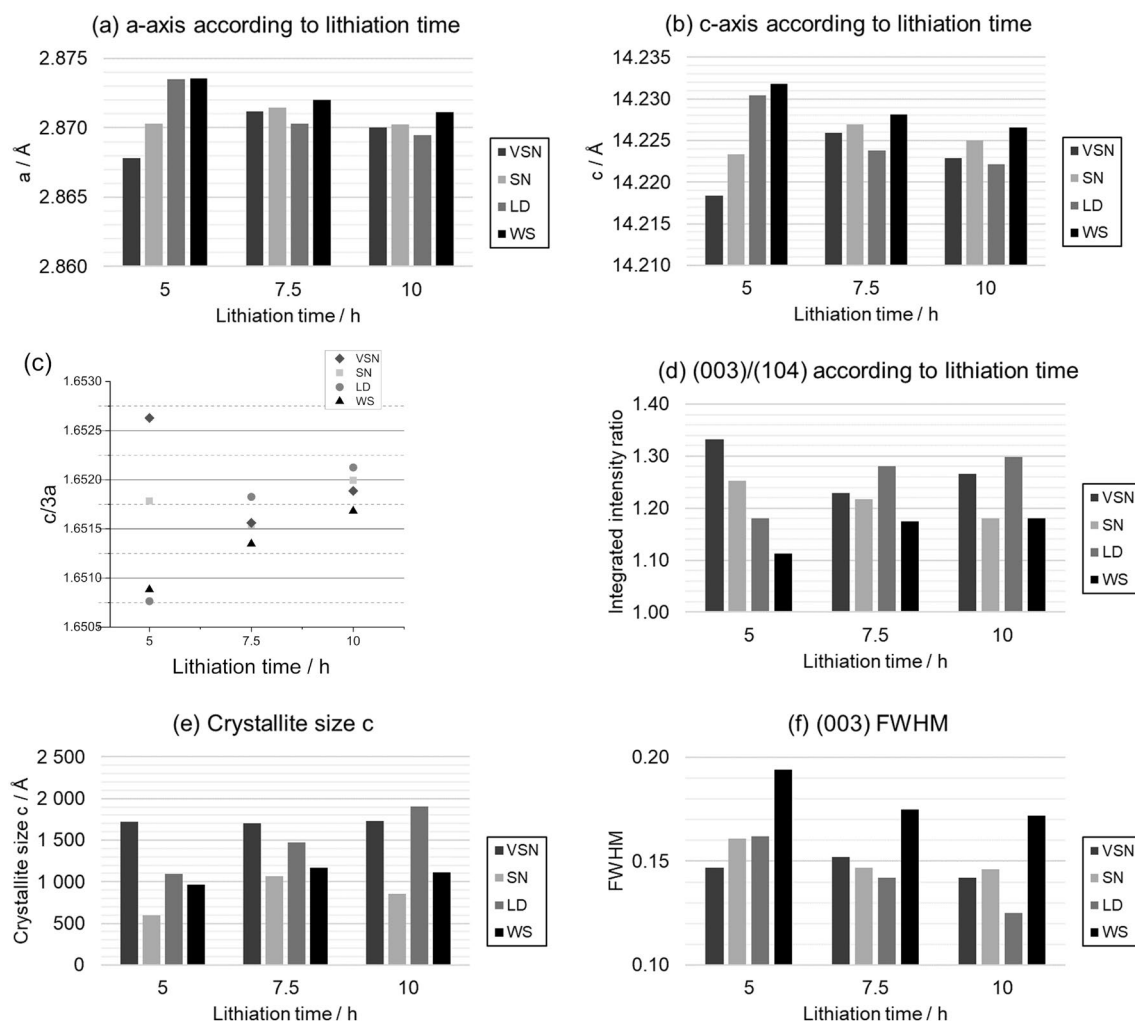 (a) a-axis according to lithiation time
2.875
2.870
2.865
2.860
a / Å
5 7.5 10
Lithiation time / h
VSN
SN
LD
WS
(b) c-axis according to lithiation time
14.235
14.230
14.225
14.220
14.215
14.210
c / Å
5 7.5 10
Lithiation time / h
VSN
SN
LD
WS
(c)
VSN
SN
LD
WS
1.6530
1.6525
1.6520
1.6515
1.6510
1.6505
c/3a
5 7.5 10
Lithiation time / h
(d) (003)/(104) according to lithiation time
1.40
1.30
1.20
1.10
1.00
Integrated intensity ratio
5 7.5 10
Lithiation time / h
VSN
SN
LD
WS
(e) Crystallite size c
2 500
2 000
1 500
1 000
500
0
Crystallite size c / Å
5 7.5 10
Lithiation time / h
VSN
SN
LD
WS
(f) (003) FWHM
0.20
0.15
0.10
FWHM
5 7.5 10
Lithiation time / h
VSN
SN
LD
WS